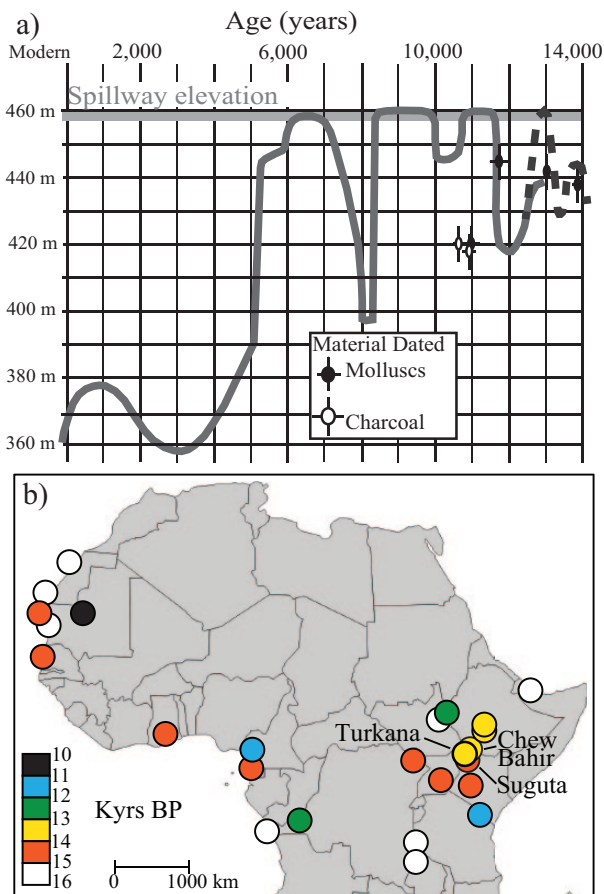 a)
Age (years)
Modern 2,000 6,000 10,000 14,000
Spillway elevation
460 m
440 m
420 m
400 m
380 m
360 m
Material Dated
Molluscs
Charcoal
b)
Turkana
Chew
Bahir
Suguta
10
11
12
13
14
15
16
Kyrs BP
0 1000 km